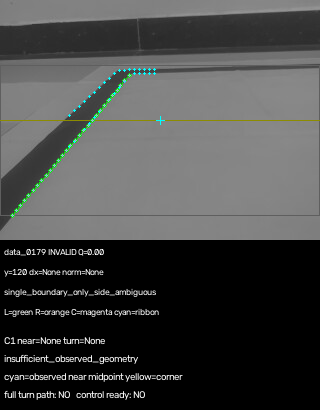 data_0179 INVALID Q=0.00
y=120 dx=None norm=None
single_boundary_only_side_ambiguous
L=green R=orange C=magenta cyan=ribbon
C1 near=None turn=None
insufficient_observed_geometry
cyan=observed near midpoint yellow=corner
full turn path: NO control ready: NO